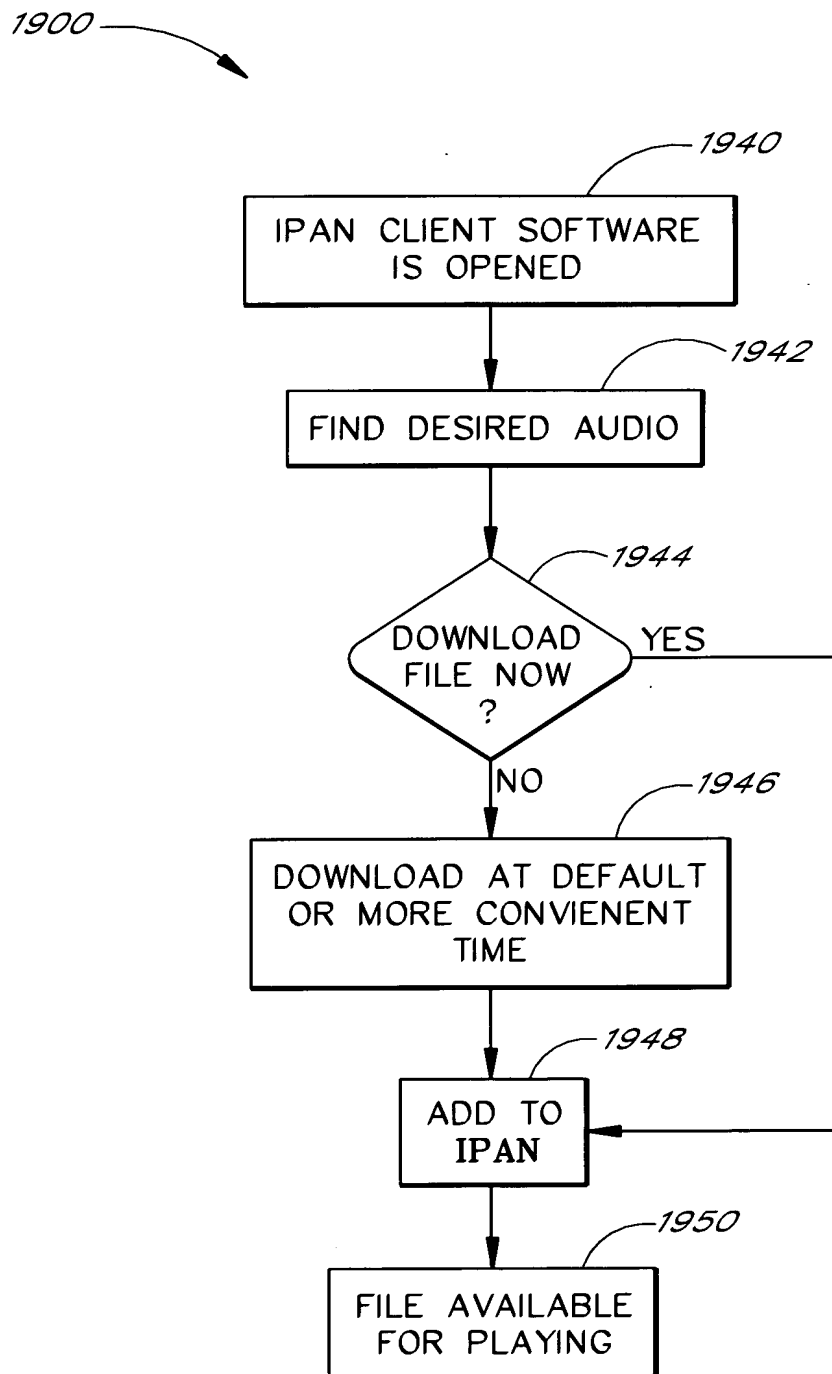 1900
1940
IPAN CLIENT SOFTWARE
IS OPENED
1942
FIND DESIRED AUDIO
1944
DOWNLOAD
FILE NOW
?
YES
NO
1946
DOWNLOAD AT DEFAULT
OR MORE CONVIENENT
TIME
1948
ADD TO
IPAN
1950
FILE AVAILABLE
FOR PLAYING